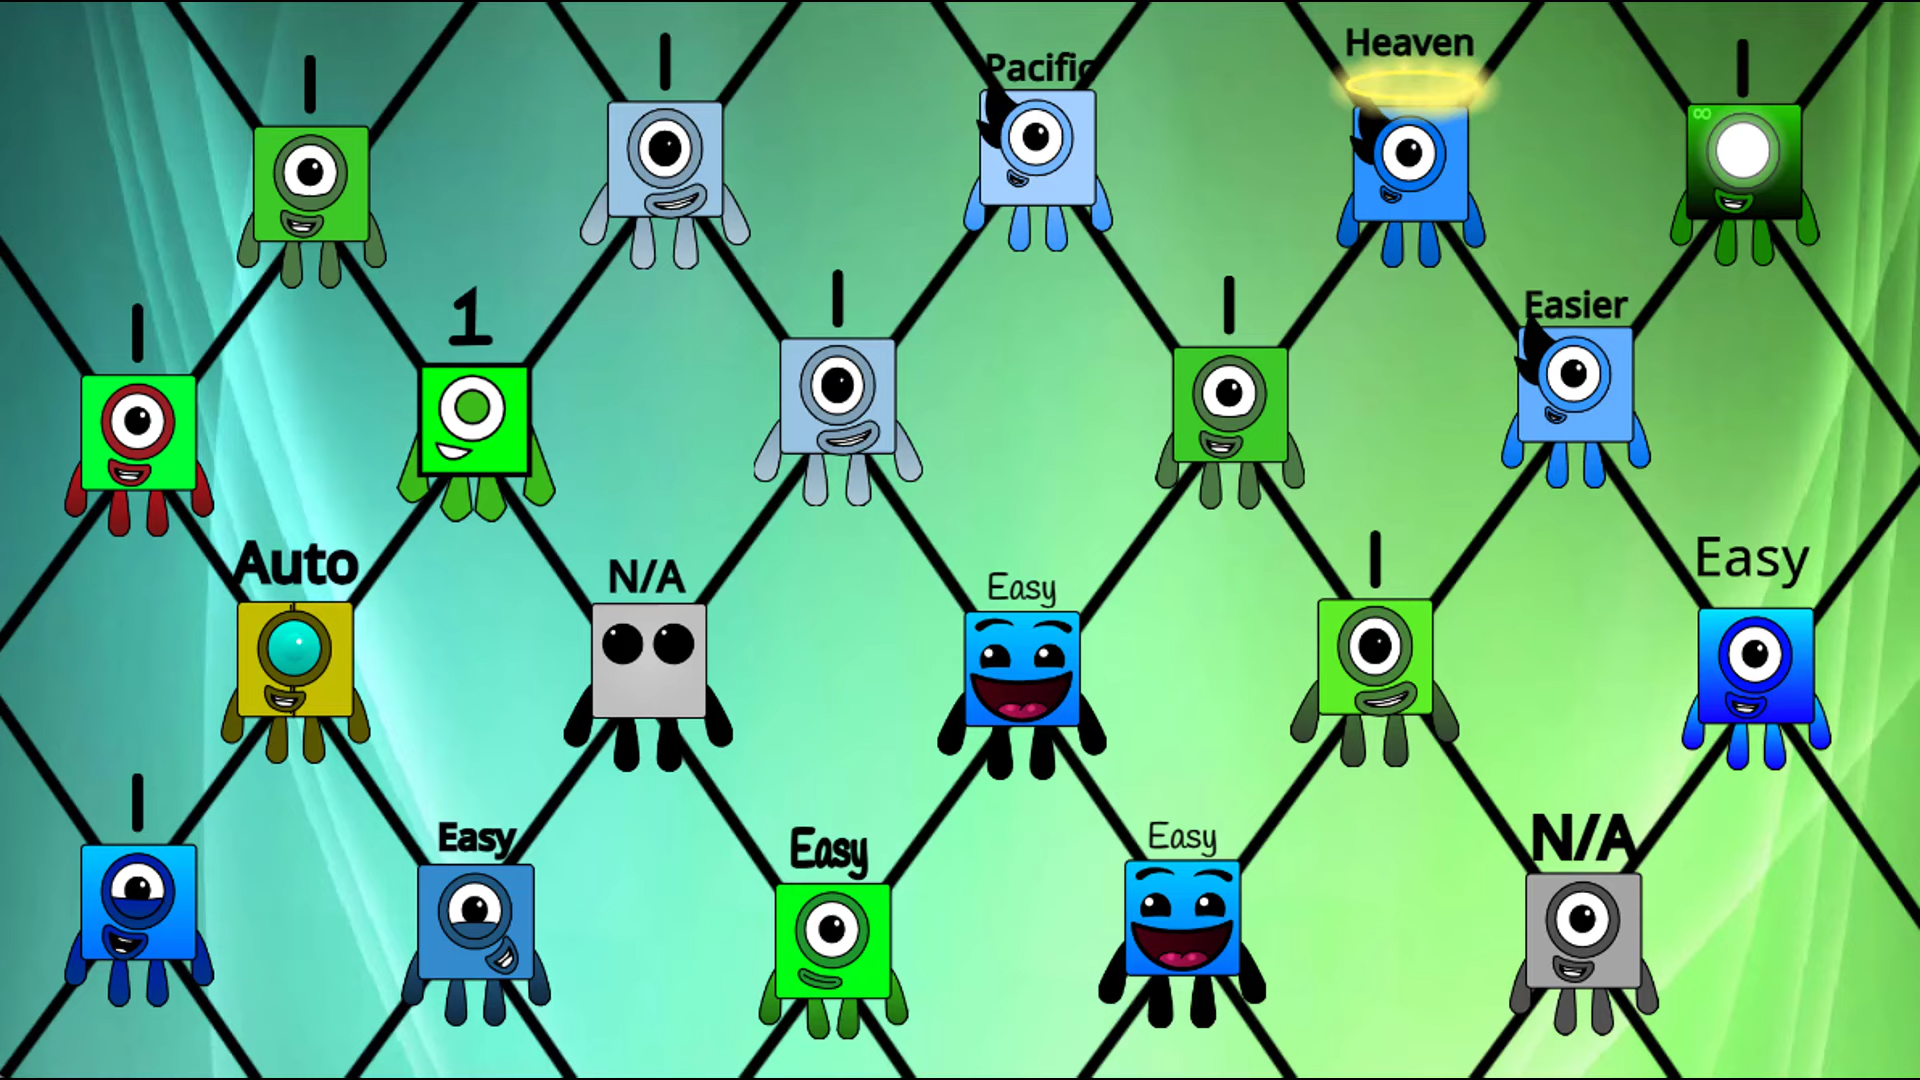 |
|
Pacific
Heaven
|
∞
|
1
|
|
Easier
Auto
N/A
Easy
|
Easy
|
Easy
Easy
Easy
N/A